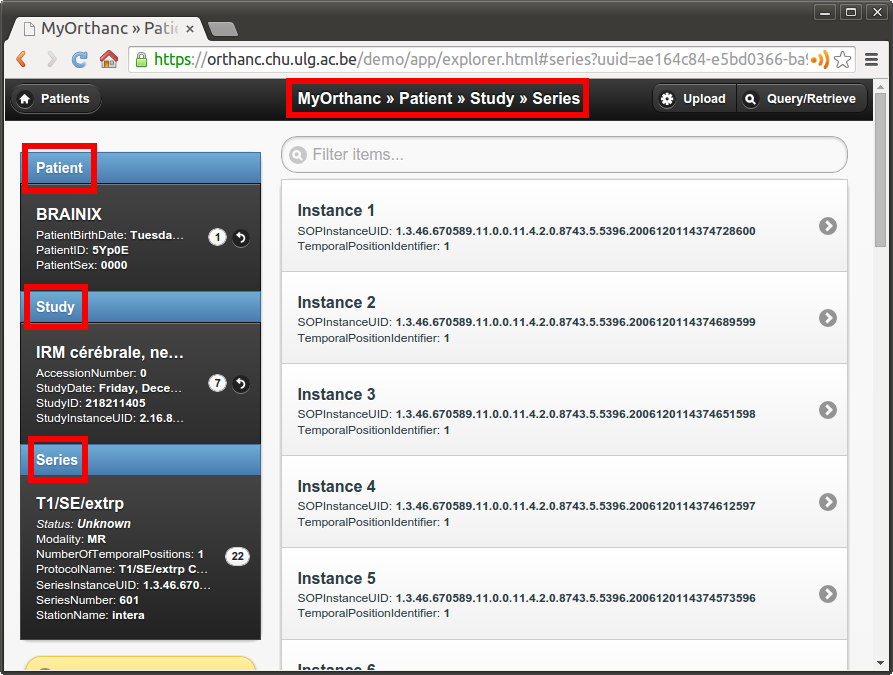 MyOrthanc » Patie
https://orthanc.chu.ulg.ac.be/demo/app/explorer.html#series?uuid=ae164c84-e5bd0366-ba9
Patients
MyOrthanc » Patient » Study » Series
Upload
Query/Retrieve
Patient
BRAINIX
PatientBirthDate: Tuesda...
PatientID: 5Yp0E
PatientSex: 0000
1
Study
IRM cérébrale, ne...
AccessionNumber: 0
StudyDate: Friday, Dece...
StudyID: 218211405
StudyInstanceUID: 2.16.8...
7
Series
T1/SE/extrp
Status: Unknown
Modality: MR
NumberOfTemporalPositions: 1
ProtocolName: T1/SE/extrp C...
SeriesInstanceUID: 1.3.46.670...
SeriesNumber: 601
StationName: intera
22
Filter items...
Instance 1
SOPInstanceUID: 1.3.46.670589.11.0.0.11.4.2.0.8743.5.5396.2006120114374728600
TemporalPositionIdentifier: 1
Instance 2
SOPInstanceUID: 1.3.46.670589.11.0.0.11.4.2.0.8743.5.5396.2006120114374689599
TemporalPositionIdentifier: 1
Instance 3
SOPInstanceUID: 1.3.46.670589.11.0.0.11.4.2.0.8743.5.5396.2006120114374651598
TemporalPositionIdentifier: 1
Instance 4
SOPInstanceUID: 1.3.46.670589.11.0.0.11.4.2.0.8743.5.5396.2006120114374612597
TemporalPositionIdentifier: 1
Instance 5
SOPInstanceUID: 1.3.46.670589.11.0.0.11.4.2.0.8743.5.5396.2006120114374573596
TemporalPositionIdentifier: 1
Instance 6